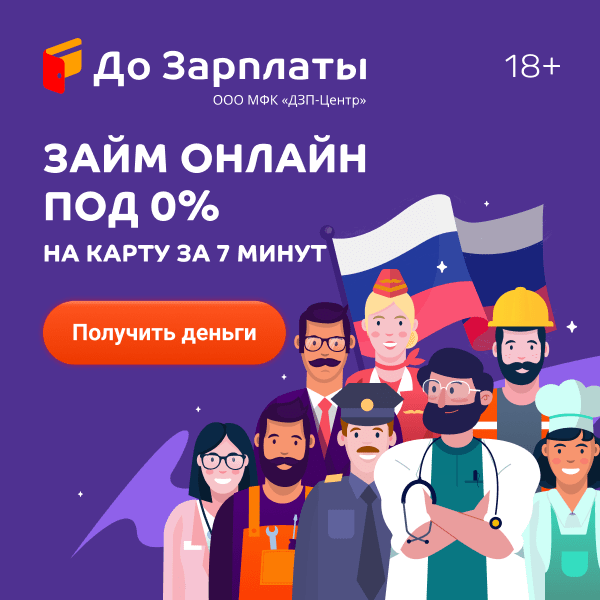 До Зарплаты
18+
ООО МФК «ДЗП-Центр»
ЗАЙМ ОНЛАЙН
ПОД 0%
НА КАРТУ ЗА 7 МИНУТ
Получить деньги